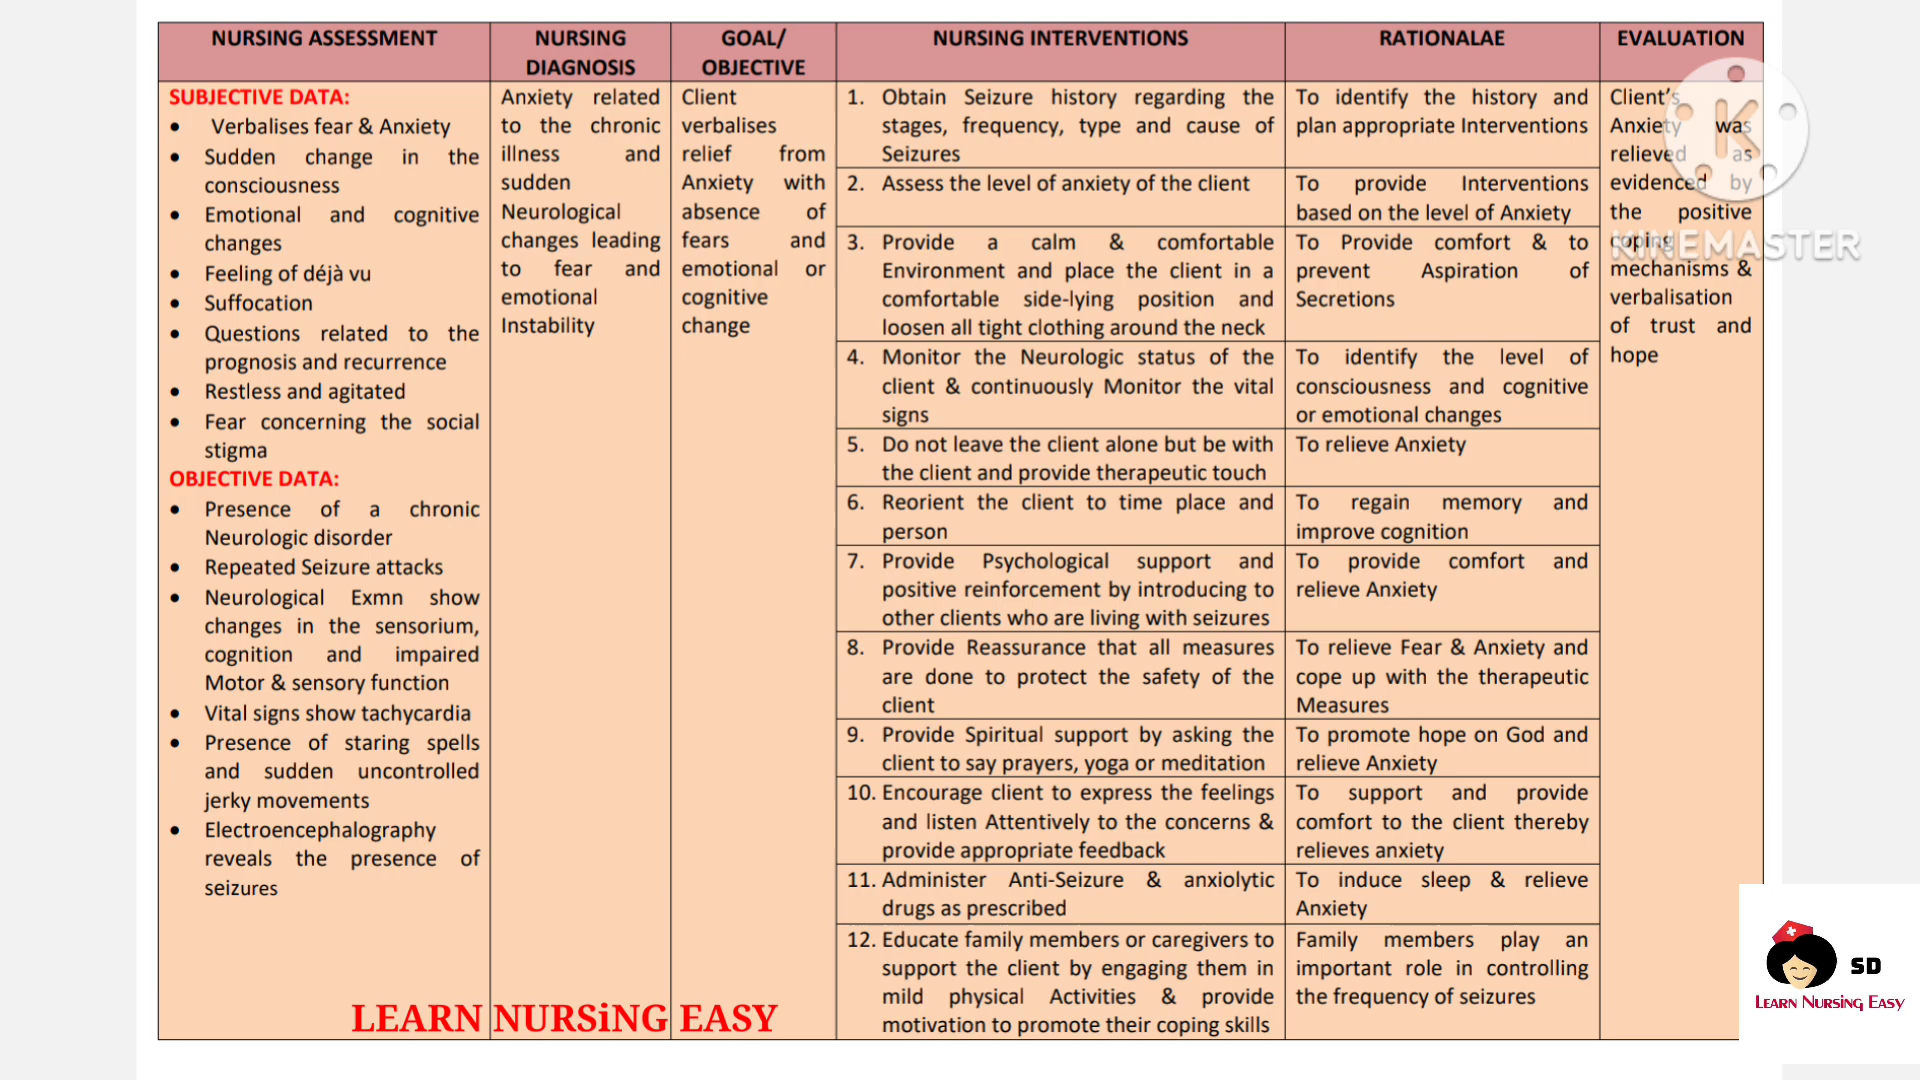 NURSING ASSESSMENT
NURSING
DIAGNOSIS
GOAL/
OBJECTIVE
NURSING INTERVENTIONS
RATIONALAE
EVALUATION
SUBJECTIVE DATA:
• Verbalises fear & Anxiety
• Sudden change in the
consciousness
• Emotional and cognitive
changes
• Feeling of déjà vu
• Suffocation
• Questions related to the
prognosis and recurrence
• Restless and agitated
• Fear concerning the social
stigma
OBJECTIVE DATA:
• Presence of a chronic
Neurologic disorder
• Repeated Seizure attacks
• Neurological Exmn show
changes in the sensorium,
cognition and impaired
Motor & sensory function
• Vital signs show tachycardia
• Presence of staring spells
and sudden uncontrolled
jerky movements
• Electroencephalography
reveals the presence of
seizures
Anxiety related
to the chronic
illness and
sudden
Neurological
changes leading
to fear and
emotional
Instability
Client
verbalises
relief from
Anxiety with
absence of
fears and
emotional or
cognitive
change
1. Obtain Seizure history regarding the
stages, frequency, type and cause of
Seizures
To identify the history and
plan appropriate Interventions
2. Assess the level of anxiety of the client
To provide Interventions
based on the level of Anxiety
3. Provide a calm & comfortable
Environment and place the client in a
comfortable side-lying position and
loosen all tight clothing around the neck
To Provide comfort & to
prevent Aspiration of
Secretions
4. Monitor the Neurologic status of the
client & continuously Monitor the vital
signs
To identify the level of
consciousness and cognitive
or emotional changes
5. Do not leave the client alone but be with
the client and provide therapeutic touch
To relieve Anxiety
6. Reorient the client to time place and
person
To regain memory and
improve cognition
7. Provide Psychological support and
positive reinforcement by introducing to
other clients who are living with seizures
To provide comfort and
relieve Anxiety
8. Provide Reassurance that all measures
are done to protect the safety of the
client
To relieve Fear & Anxiety and
cope up with the therapeutic
Measures
9. Provide Spiritual support by asking the
client to say prayers, yoga or meditation
To promote hope on God and
relieve Anxiety
10. Encourage client to express the feelings
and listen Attentively to the concerns &
provide appropriate feedback
To support and provide
comfort to the client thereby
relieves anxiety
11. Administer Anti-Seizure & anxiolytic
drugs as prescribed
To induce sleep & relieve
Anxiety
12. Educate family members or caregivers to
support the client by engaging them in
mild physical Activities & provide
motivation to promote their coping skills
Family members play an
important role in controlling
the frequency of seizures
Client's
Anxiety was
relieved as
evidenced by
the positive
coping
mechanisms &
verbalisation
of trust and
hope
K
KINEMASTER
LEARN NURSiNG EASY
SD
LEARN NURSING EASY